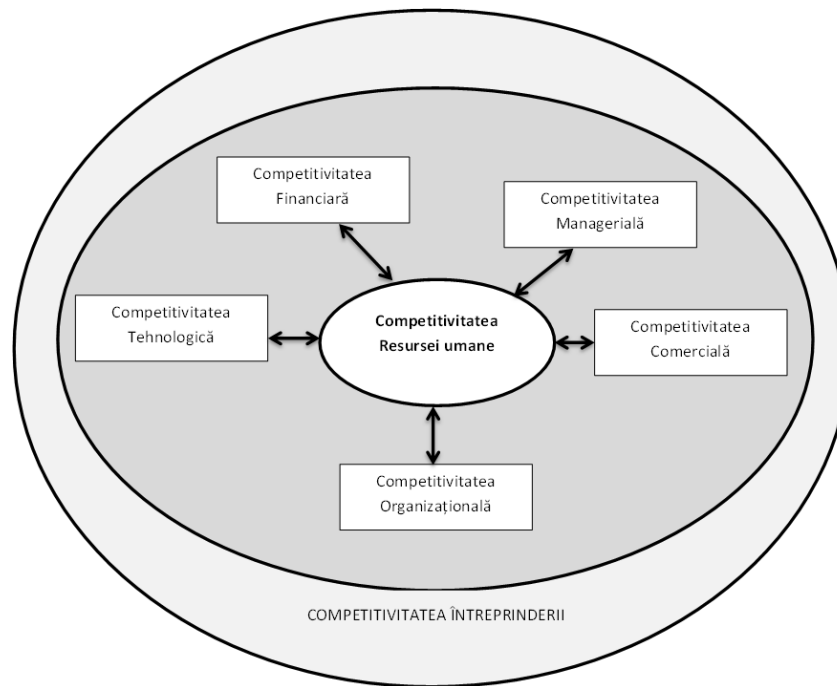 Competitivitatea
Financiară
Competitivitatea
Managerială
Competitivitatea
Tehnologică
Competitivitatea
Resursei umane
Competitivitatea
Comercială
Competitivitatea
Organizațională
COMPETITIVITATEA ÎNTREPRINDERII